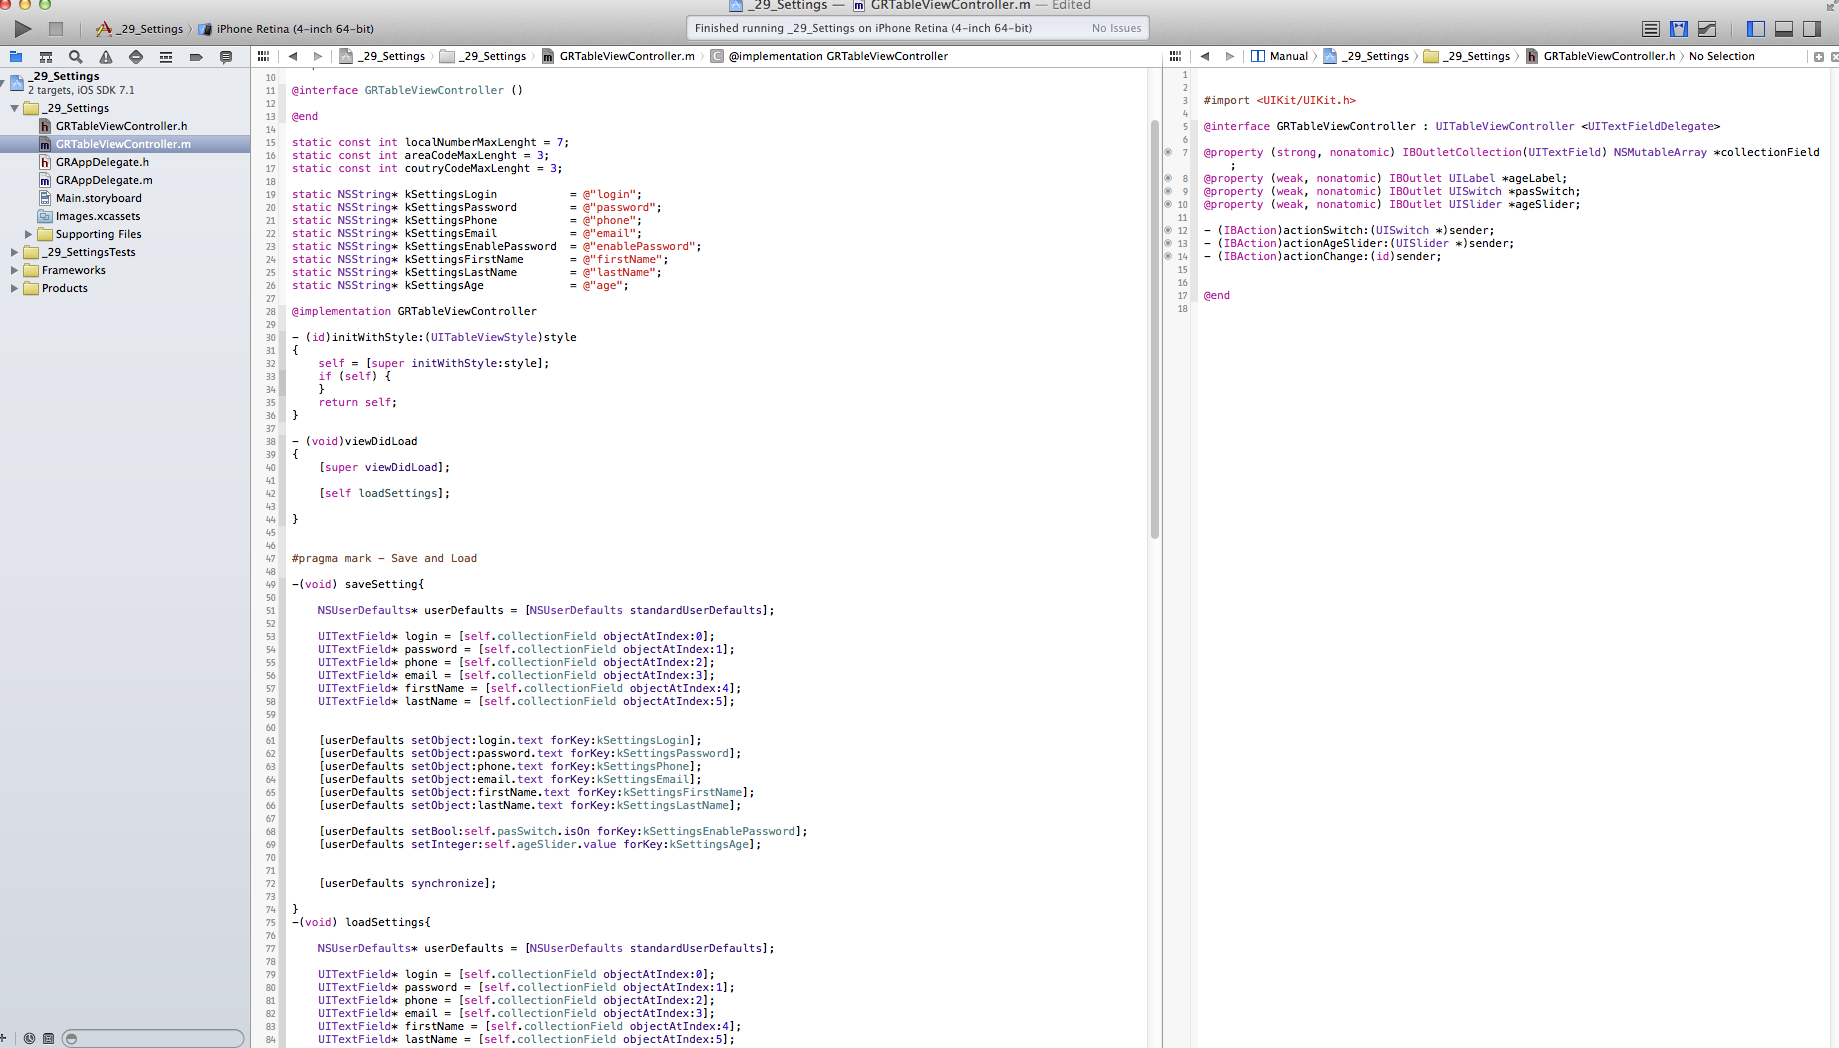 _29_Settings — GRTableViewController.m — Edited
_29_Settings iPhone Retina (4-inch 64-bit)
Finished running _29_Settings on iPhone Retina (4-inch 64-bit) No Issues
_29_Settings _29_Settings GRTableViewController.m @implementation GRTableViewController
Manual _29_Settings _29_Settings GRTableViewController.h No Selection
_29_Settings
2 targets, iOS SDK 7.1
_29_Settings
GRTableViewController.h
GRTableViewController.m
GRAppDelegate.h
GRAppDelegate.m
Main.storyboard
Images.xcassets
Supporting Files
_29_SettingsTests
Frameworks
Products
10
11 @interface GRTableViewController ()
12
13 @end
14
15 static const int localNumberMaxLenght = 7;
16 static const int areaCodeMaxLenght = 3;
17 static const int coutryCodeMaxLenght = 3;
18
19 static NSString* kSettingsLogin = @"login";
20 static NSString* kSettingsPassword = @"password";
21 static NSString* kSettingsPhone = @"phone";
22 static NSString* kSettingsEmail = @"email";
23 static NSString* kSettingsEnablePassword = @"enablePassword";
24 static NSString* kSettingsFirstName = @"firstName";
25 static NSString* kSettingsLastName = @"lastName";
26 static NSString* kSettingsAge = @"age";
27
28 @implementation GRTableViewController
29
30 - (id)initWithStyle:(UITableViewStyle)style
31 {
32 self = [super initWithStyle:style];
33 if (self) {
34 }
35 return self;
36 }
37
38 - (void)viewDidLoad
39 {
40 [super viewDidLoad];
41
42 [self loadSettings];
43
44 }
45
46
47 #pragma mark - Save and Load
48
49 -(void) saveSetting{
50
51 NSUserDefaults* userDefaults = [NSUserDefaults standardUserDefaults];
52
53 UITextField* login = [self.collectionField objectAtIndex:0];
54 UITextField* password = [self.collectionField objectAtIndex:1];
55 UITextField* phone = [self.collectionField objectAtIndex:2];
56 UITextField* email = [self.collectionField objectAtIndex:3];
57 UITextField* firstName = [self.collectionField objectAtIndex:4];
58 UITextField* lastName = [self.collectionField objectAtIndex:5];
59
60
61 [userDefaults setObject:login.text forKey:kSettingsLogin];
62 [userDefaults setObject:password.text forKey:kSettingsPassword];
63 [userDefaults setObject:phone.text forKey:kSettingsPhone];
64 [userDefaults setObject:email.text forKey:kSettingsEmail];
65 [userDefaults setObject:firstName.text forKey:kSettingsFirstName];
66 [userDefaults setObject:lastName.text forKey:kSettingsLastName];
67
68 [userDefaults setBool:self.pasSwitch.isOn forKey:kSettingsEnablePassword];
69 [userDefaults setInteger:self.ageSlider.value forKey:kSettingsAge];
70
71
72 [userDefaults synchronize];
73
74 }
75 -(void) loadSettings{
76
77 NSUserDefaults* userDefaults = [NSUserDefaults standardUserDefaults];
78
79 UITextField* login = [self.collectionField objectAtIndex:0];
80 UITextField* password = [self.collectionField objectAtIndex:1];
81 UITextField* phone = [self.collectionField objectAtIndex:2];
82 UITextField* email = [self.collectionField objectAtIndex:3];
83 UITextField* firstName = [self.collectionField objectAtIndex:4];
84 UITextField* lastName = [self.collectionField objectAtIndex:5];
1
2
3 #import <UIKit/UIKit.h>
4
5 @interface GRTableViewController : UITableViewController <UITextFieldDelegate>
6
7 @property (strong, nonatomic) IBOutletCollection(UITextField) NSMutableArray *collectionField
;
8 @property (weak, nonatomic) IBOutlet UILabel *ageLabel;
9 @property (weak, nonatomic) IBOutlet UISwitch *pasSwitch;
10 @property (weak, nonatomic) IBOutlet UISlider *ageSlider;
11
12 - (IBAction)actionSwitch:(UISwitch *)sender;
13 - (IBAction)actionAgeSlider:(UISlider *)sender;
14 - (IBAction)actionChange:(id)sender;
15
16
17 @end
18